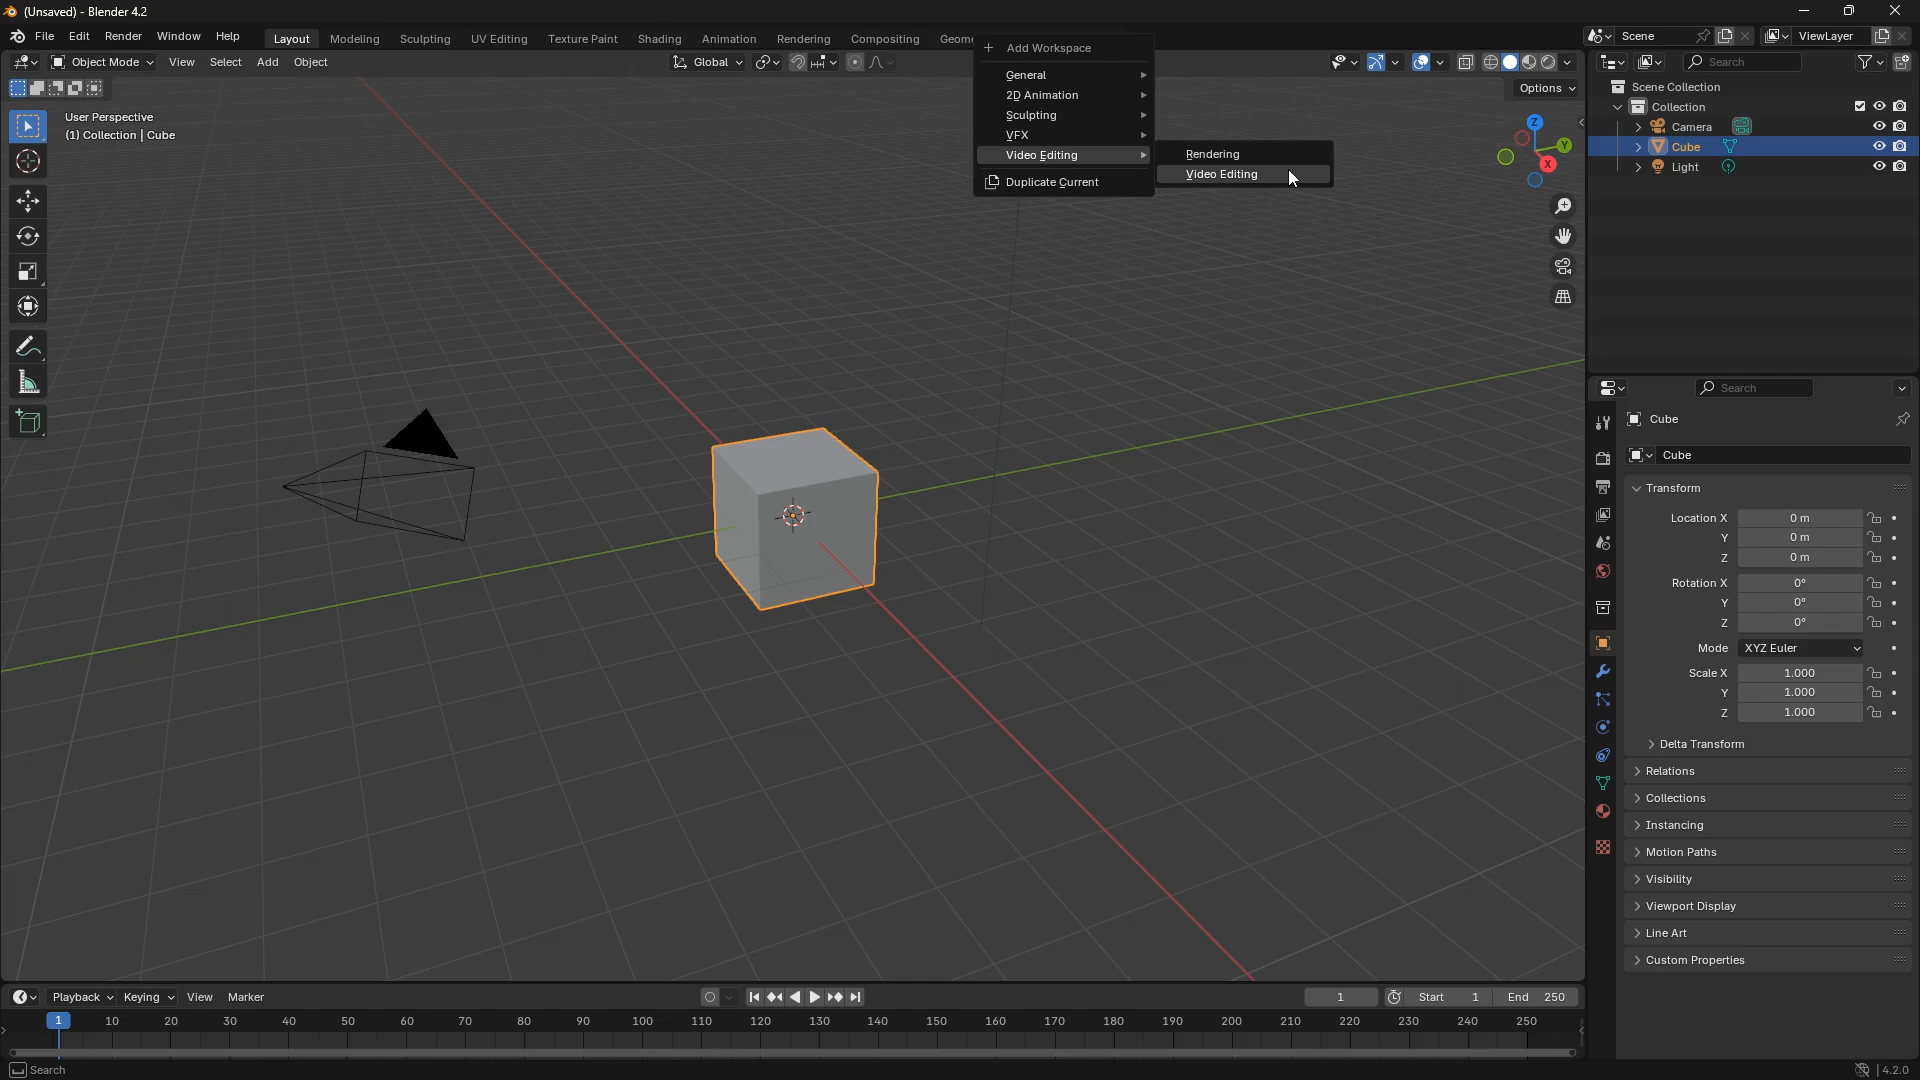 (Unsaved) - Blender 4.2
File Edit Render Window Help Layout Modeling Sculpting UV Editing Texture Paint Shading Animation Rendering Compositing Scene ViewLayer
Object Mode View Select Add Object Global
Options
User Perspective
(1) Collection | Cube
Add Workspace
General
2D Animation
Sculpting
VFX
Video Editing
Duplicate Current
Rendering
Video Editing
Z
Y
X
Search
Scene Collection
Collection
Camera
Cube
Light
Search
Cube
Cube
Transform
Location X 0 m
Y 0 m
Z 0 m
Rotation X 0°
Y 0°
Z 0°
Mode XYZ Euler
Scale X 1.000
Y 1.000
Z 1.000
Delta Transform
Relations
Collections
Instancing
Motion Paths
Visibility
Viewport Display
Line Art
Custom Properties
Playback Keying View Marker 1 Start 1 End 250
1 10 20 30 40 50 60 70 80 90 100 110 120 130 140 150 160 170 180 190 200 210 220 230 240 250
Search 4.2.0